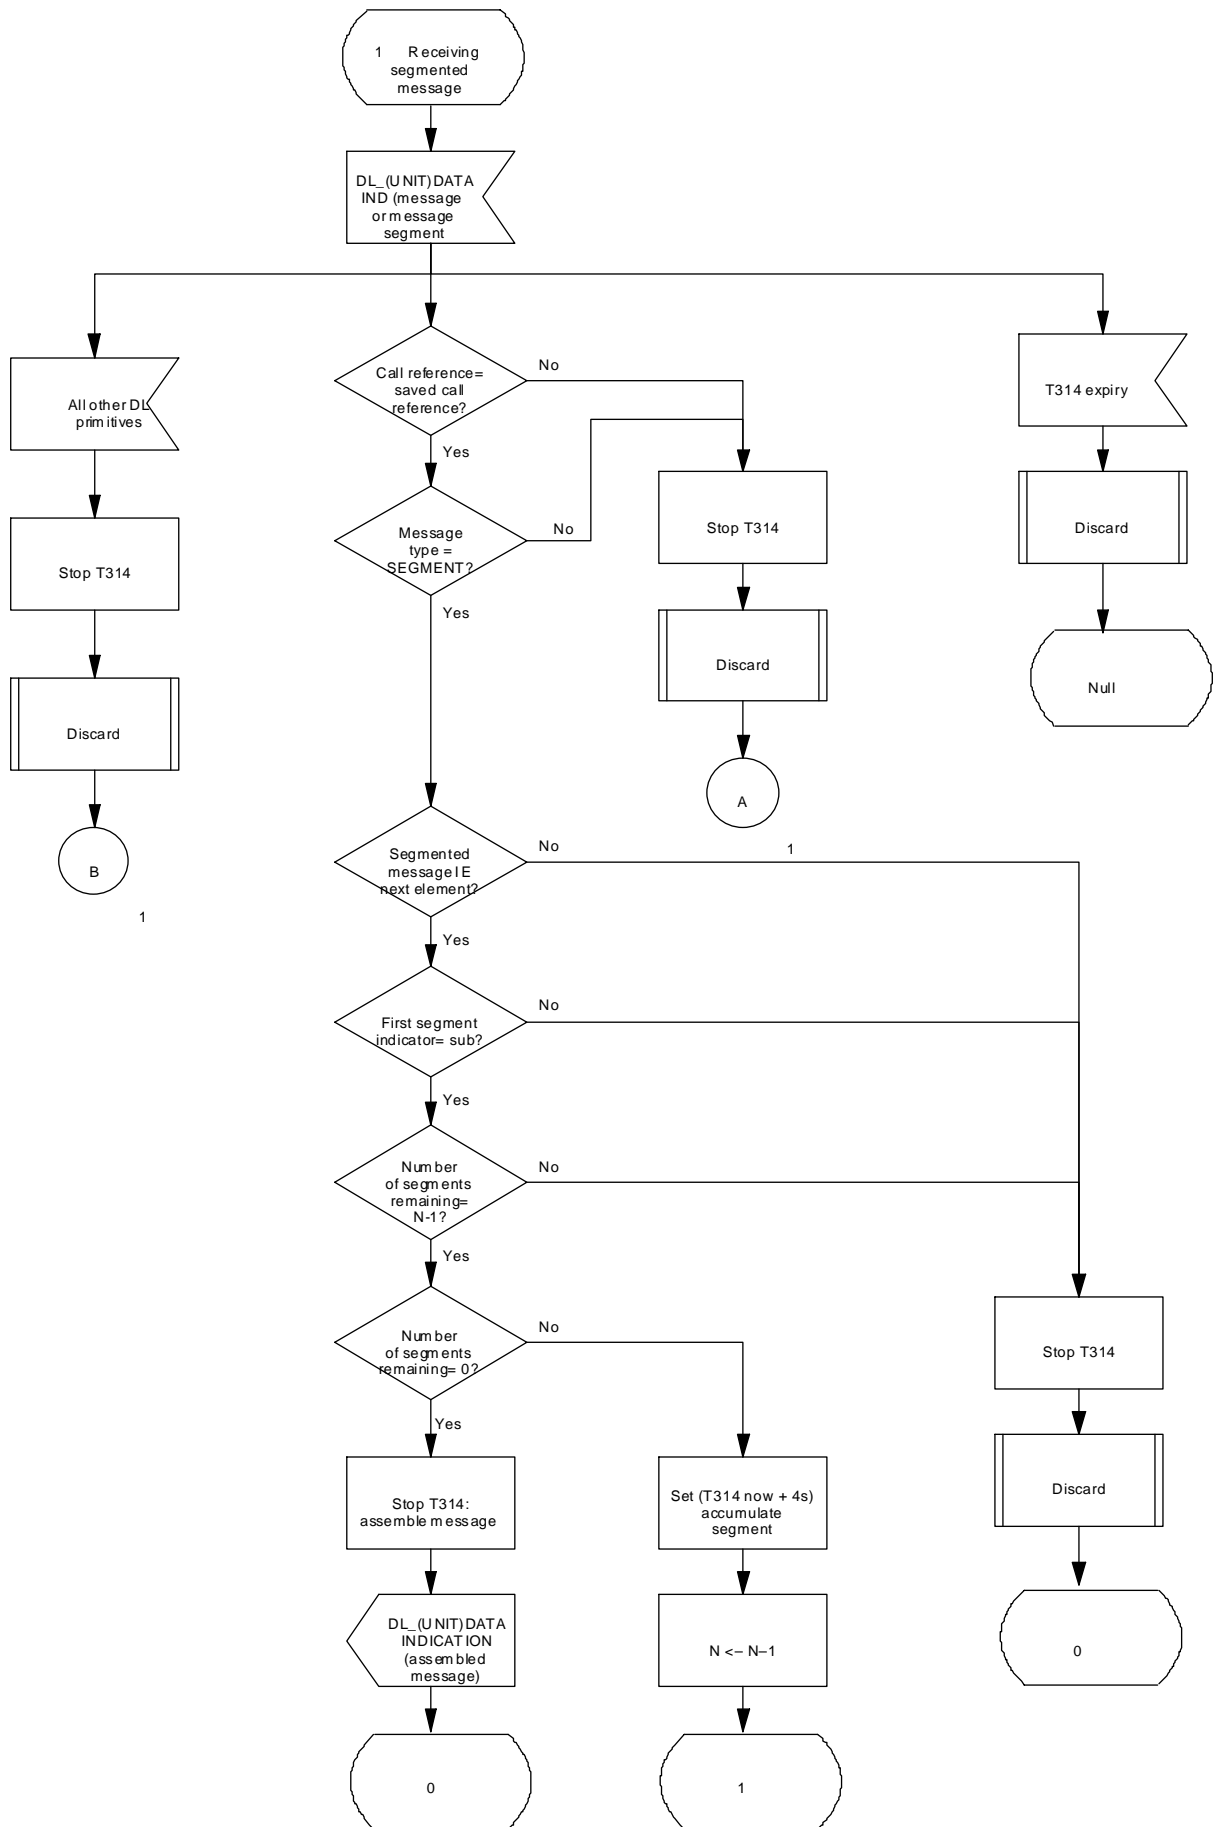 1 Receiving
segmented
message
DL_(UNIT)DATA
IND (message
or message
segment
All other DL
primitives
Stop T314
Discard
B
1
Call reference=
saved call
reference?
No
Yes
Message
type =
SEGMENT?
No
Yes
Stop T314
Discard
A
1
T314 expiry
Discard
Null
Segmented
message IE
next element?
No
Yes
First segment
indicator= sub?
No
Yes
Number
of segments
remaining=
N-1?
No
Yes
Number
of segments
remaining= 0?
No
Yes
Stop T314
Discard
0
Stop T314:
assemble message
DL_(UNIT)DATA
INDICATION
(assembled
message)
0
Set (T314 now + 4s)
accumulate
segment
N <– N–1
1